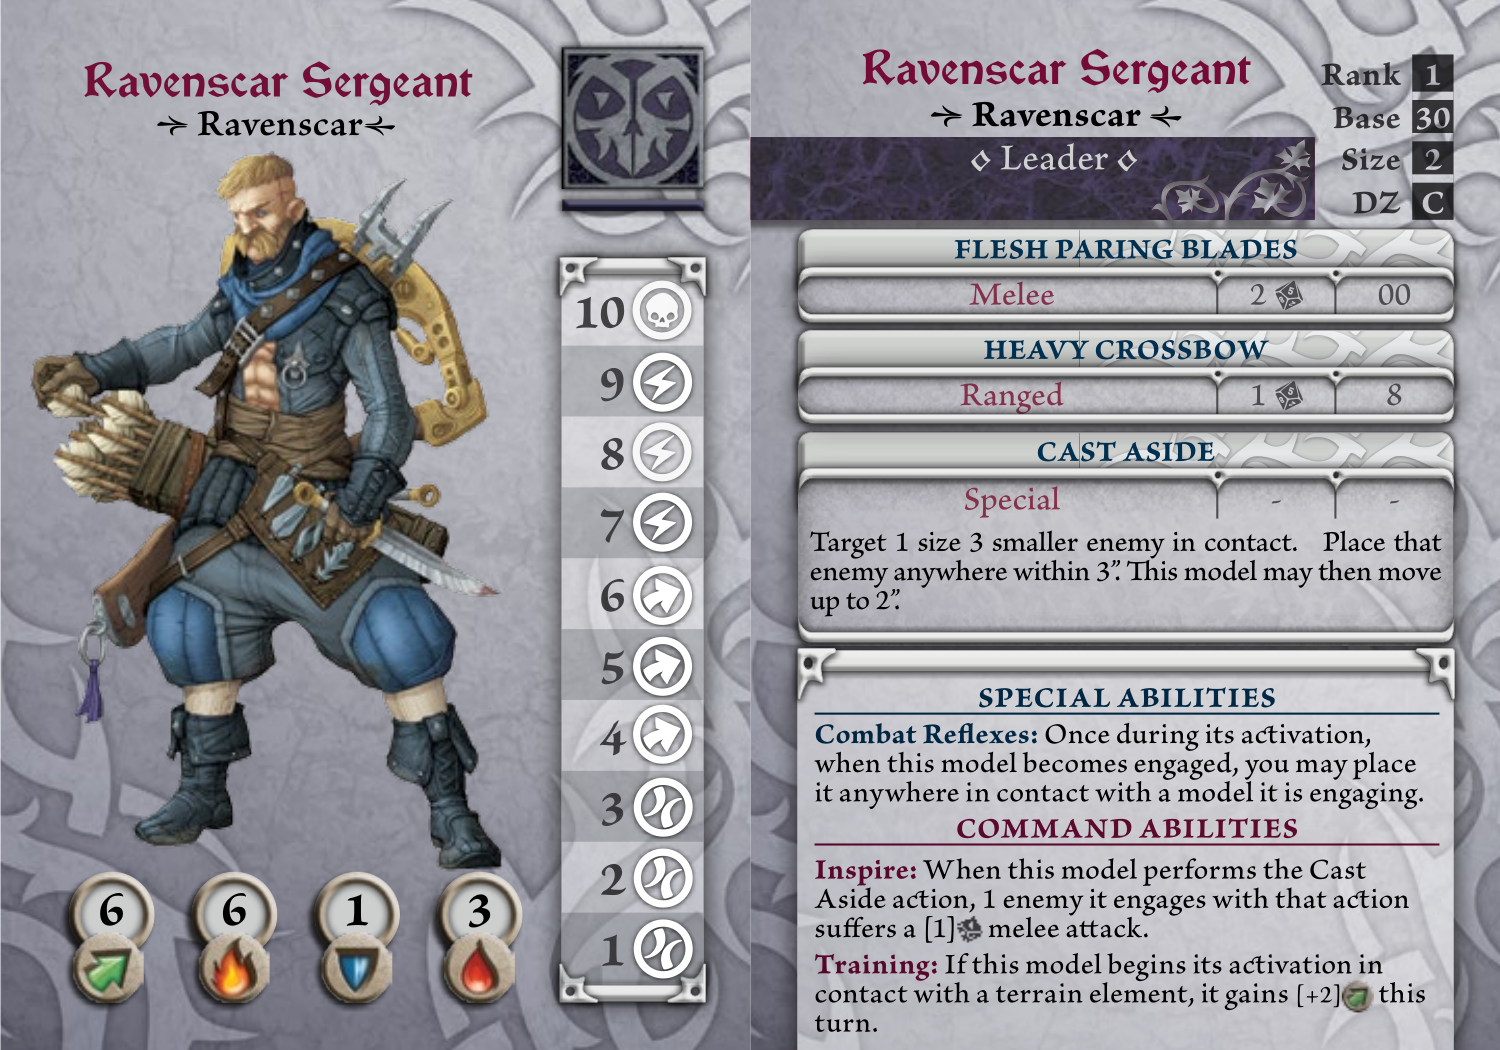 Ravenscar Sergeant
Ravenscar
10
9
8
7
6
5
4
3
2
1
6 6 1 3
Ravenscar Sergeant
Ravenscar
Leader
Rank 1
Base 30
Size 2
DZ C
FLESH PARING BLADES
Melee 2 00
HEAVY CROSSBOW
Ranged 1 8
CAST ASIDE
Special - -
Target 1 size 3 smaller enemy in contact. Place that
enemy anywhere within 3". This model may then move
up to 2".
SPECIAL ABILITIES
Combat Reflexes: Once during its activation,
when this model becomes engaged, you may place
it anywhere in contact with a model it is engaging.
COMMAND ABILITIES
Inspire: When this model performs the Cast
Aside action, 1 enemy it engages with that action
suffers a [1] melee attack.
Training: If this model begins its activation in
contact with a terrain element, it gains [+2] this
turn.